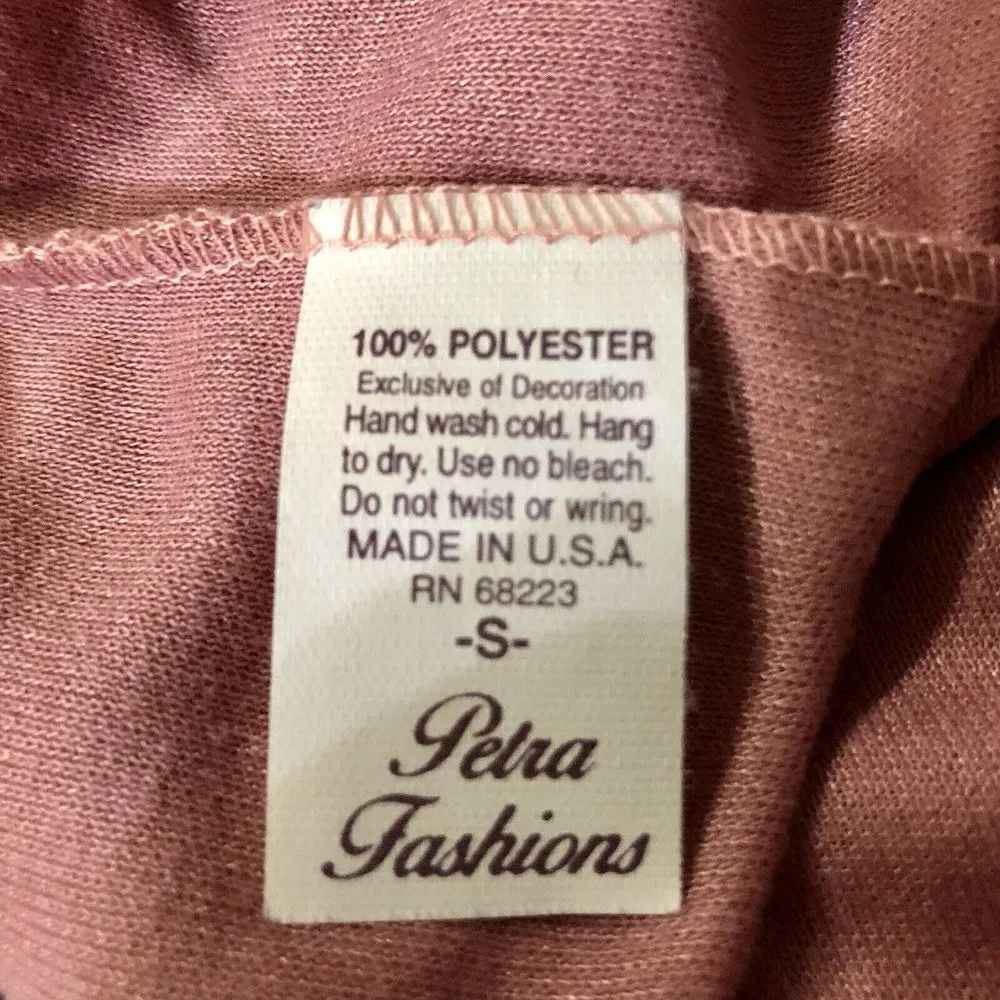 100% POLYESTER
Exclusive of Decoration
Hand wash cold. Hang
to dry. Use no bleach.
Do not twist or wring.
MADE IN U.S.A.
RN 68223
-S-
Petra
Fashions